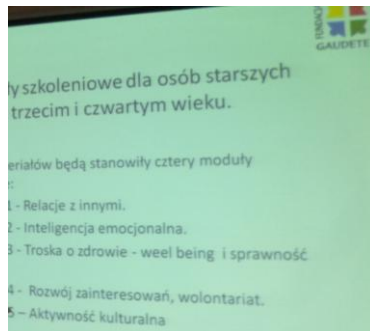 FUNDACJ
GAUDETE
ły szkoleniowe dla osób starszych
trzecim i czwartym wieku.
eriałów będą stanowiły cztery moduły
e:
1 - Relacje z innymi.
2 - Inteligencja emocjonalna.
3 - Troska o zdrowie - weel being i sprawność
4 - Rozwój zainteresowań, wolontariat.
5 – Aktywność kulturalna